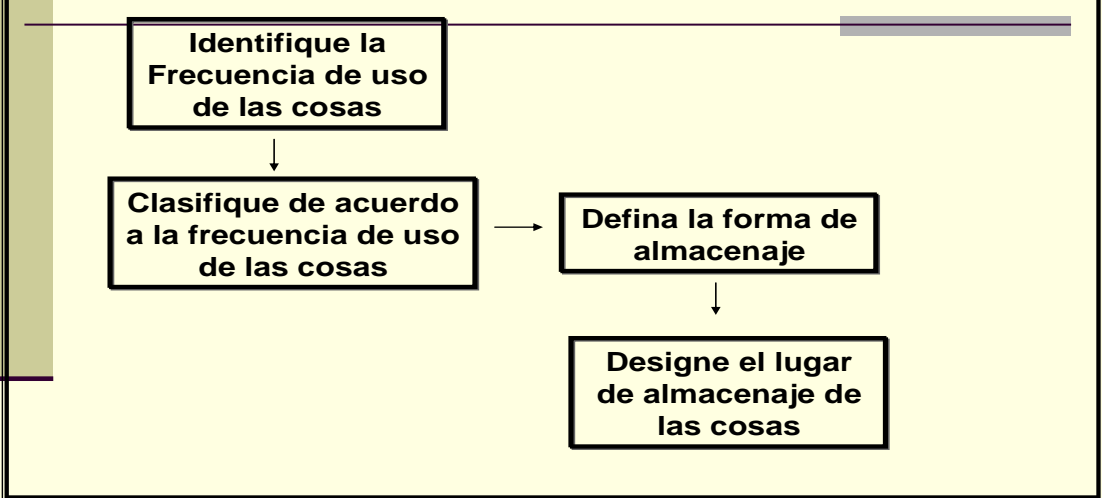 Identifique la
Frecuencia de uso
de las cosas
Clasifique de acuerdo
a la frecuencia de uso
de las cosas
Defina la forma de
almacenaje
Designe el lugar
de almacenaje de
las cosas